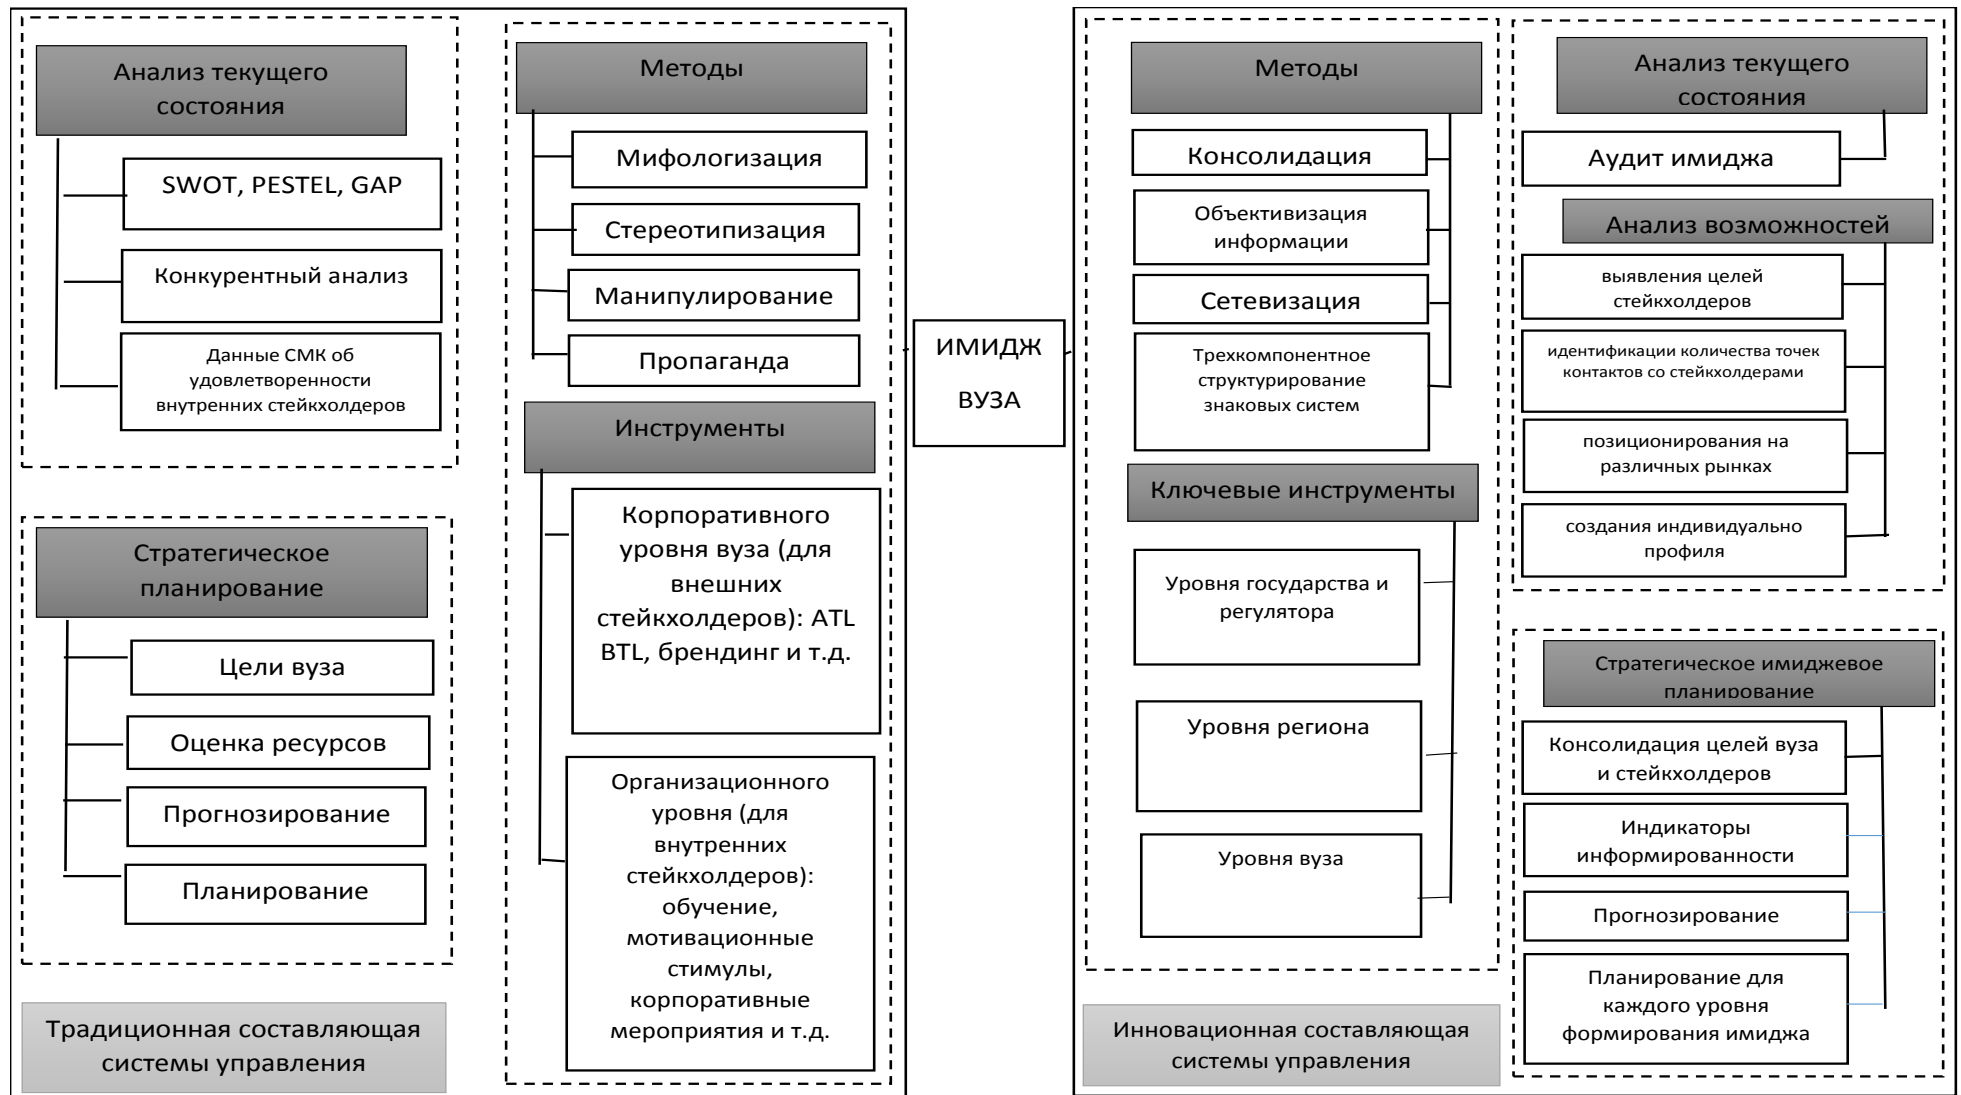 Анализ текущего
состояния
SWOT, PESTEL, GAP
Конкурентный анализ
Данные СМК об
удовлетворенности
внутренних стейкхолдеров
Стратегическое
планирование
Цели вуза
Оценка ресурсов
Прогнозирование
Планирование
Традиционная составляющая
системы управления
Методы
Мифологизация
Стереотипизация
Манипулирование
Пропаганда
Инструменты
Корпоративного
уровня вуза (для
внешних
стейкхолдеров): ATL
BTL, брендинг и т.д.
Организационного
уровня (для
внутренних
стейкхолдеров):
обучение,
мотивационные
стимулы,
корпоративные
мероприятия и т.д.
ИМИДЖ
ВУЗА
Методы
Консолидация
Объективизация
информации
Сетевизация
Трехкомпонентное
структурирование
знаковых систем
Ключевые инструменты
Уровня государства и
регулятора
Уровня региона
Уровня вуза
Инновационная составляющая
системы управления
Анализ текущего
состояния
Аудит имиджа
Анализ возможностей
выявления целей
стейкхолдеров
идентификации количества точек
контактов со стейкхолдерами
позиционирования на
различных рынках
создания индивидуально
профиля
Стратегическое имиджевое
планирование
Консолидация целей вуза
и стейкхолдеров
Индикаторы
информированности
Прогнозирование
Планирование для
каждого уровня
формирования имиджа